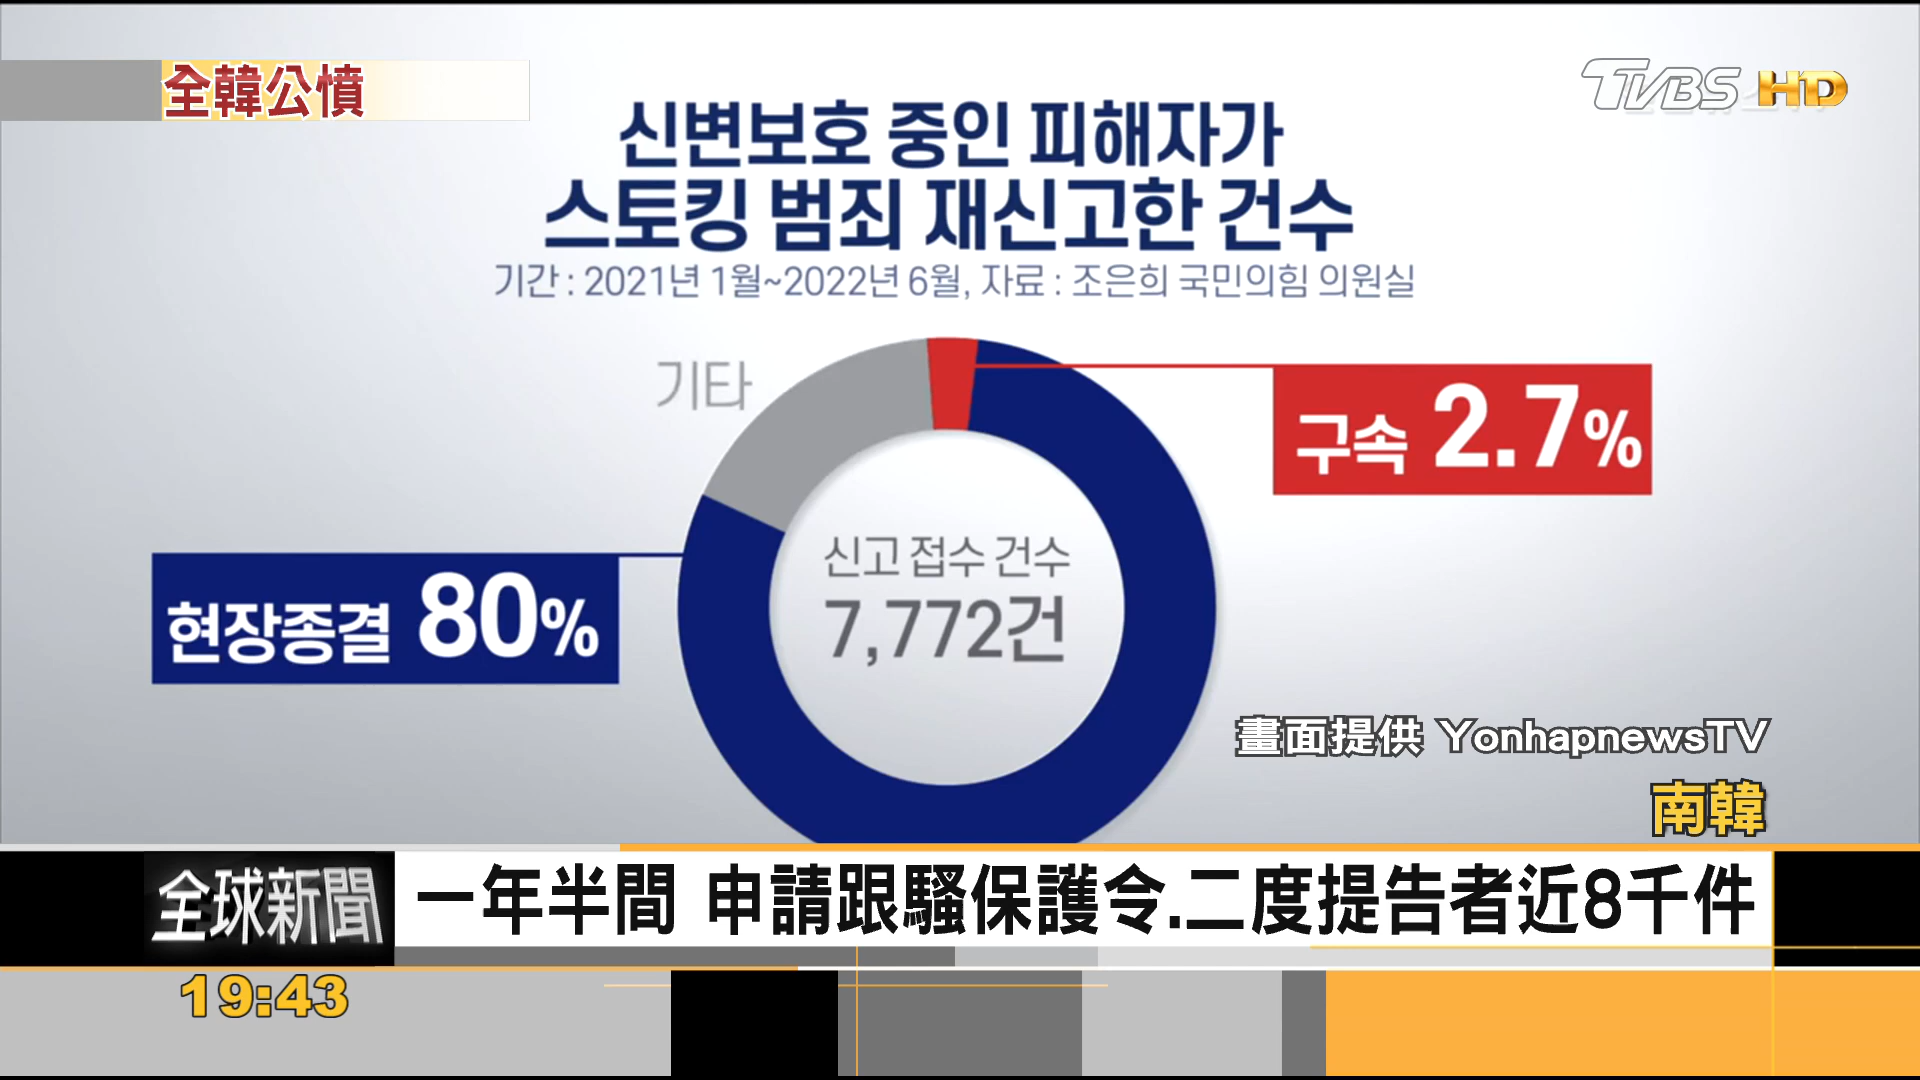 全韓公憤
TVBS HD
신변보호 중인 피해자가
스토킹 범죄 재신고한 건수
기간 : 2021년 1월~2022년 6월, 자료 : 조은희 국민의힘 의원실
기타
구속 2.7%
신고 접수 건수
7,772건
현장종결 80%
畫面提供 YonhapnewsTV
南韓
全球新聞
一年半間 申請跟騷保護令.二度提告者近8千件
19:43